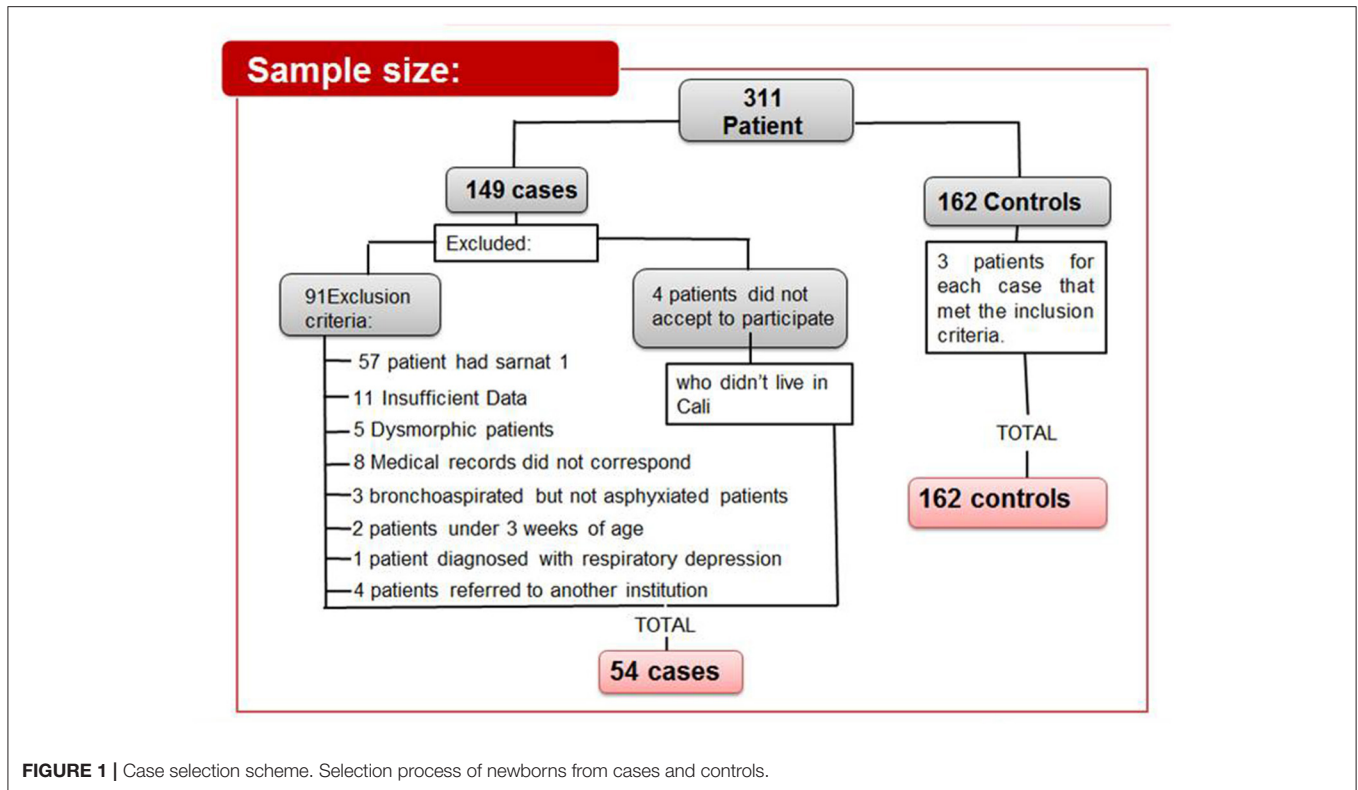 Sample size:
311
Patient
149 cases
162 Controls
Excluded:
3 patients for
each case that
met the inclusion
criteria.
91Exclusion
criteria:
4 patients did not
accept to participate
57 patient had sarnat 1
11 Insufficient Data
5 Dysmorphic patients
8 Medical records did not correspond
3 bronchoaspirated but not asphyxiated patients
2 patients under 3 weeks of age
1 patient diagnosed with respiratory depression
4 patients referred to another institution
who didn't live in
Cali
TOTAL
162 controls
TOTAL
54 cases
FIGURE 1 | Case selection scheme. Selection process of newborns from cases and controls.